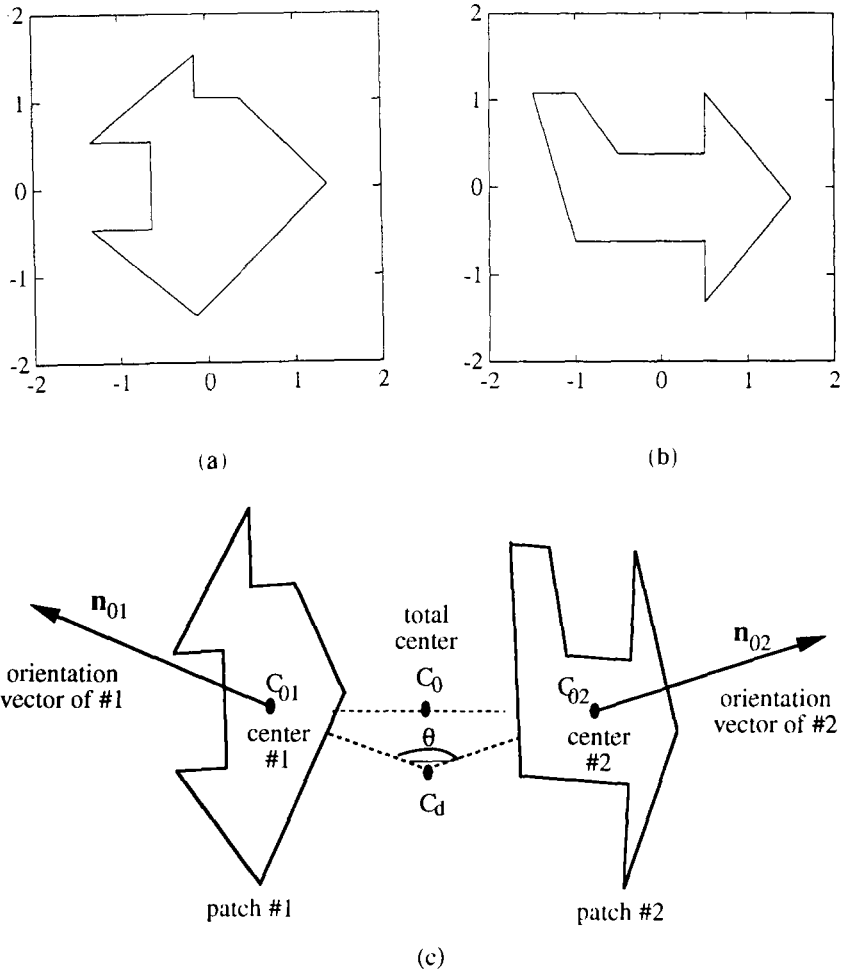 2
1
0
-1
-2
-2
-1
0
1
2
(a)
2
1
0
-1
-2
-2
-1
0
1
2
(b)
n01
orientation
vector of #1
C01
center
#1
total
center
C0
θ
Cd
C02
center
#2
n02
orientation
vector of #2
patch #1
patch #2
(c)